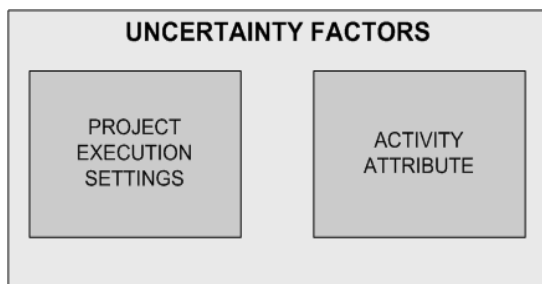 UNCERTAINTY FACTORS
PROJECT
EXECUTION
SETTINGS
ACTIVITY
ATTRIBUTE